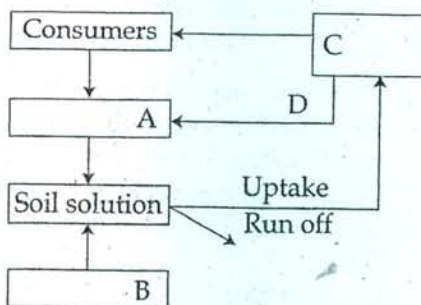 Consumers
C
A
D
Soil solution
Uptake
Run off
B